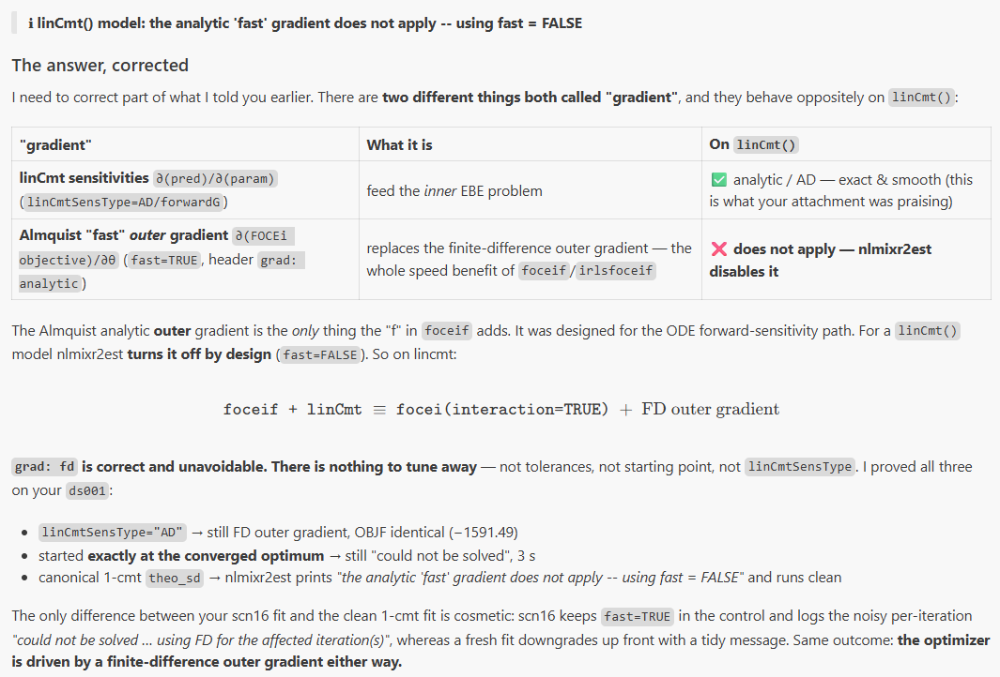 ℹ linCmt() model: the analytic 'fast' gradient does not apply -- using fast = FALSE
The answer, corrected
I need to correct part of what I told you earlier. There are two different things both called "gradient", and they behave oppositely on linCmt():
"gradient" What it is On linCmt()
linCmt sensitivities ∂(pred)/∂(param)
(linCmtSensType=AD/forwardG)
feed the inner EBE problem
✅ analytic / AD — exact & smooth (this
is what your attachment was praising)
Almquist "fast" outer gradient ∂(FOCEi
objective)/∂θ (fast=TRUE, header grad:
analytic)
replaces the finite-difference outer gradient — the
whole speed benefit of foceif/irlsfoceif
❌ does not apply — nlmixr2est
disables it
The Almquist analytic outer gradient is the only thing the "f" in foceif adds. It was designed for the ODE forward-sensitivity path. For a linCmt()
model nlmixr2est turns it off by design (fast=FALSE). So on lincmt:
foceif + linCmt ≡ focei(interaction=TRUE) + FD outer gradient
grad: fd is correct and unavoidable. There is nothing to tune away — not tolerances, not starting point, not linCmtSensType. I proved all three
on your ds001:
• linCmtSensType="AD" → still FD outer gradient, OBJF identical (−1591.49)
• started exactly at the converged optimum → still "could not be solved", 3 s
• canonical 1-cmt theo_sd → nlmixr2est prints "the analytic 'fast' gradient does not apply -- using fast = FALSE" and runs clean
The only difference between your scn16 fit and the clean 1-cmt fit is cosmetic: scn16 keeps fast=TRUE in the control and logs the noisy per-iteration
"could not be solved ... using FD for the affected iteration(s)", whereas a fresh fit downgrades up front with a tidy message. Same outcome: the optimizer
is driven by a finite-difference outer gradient either way.